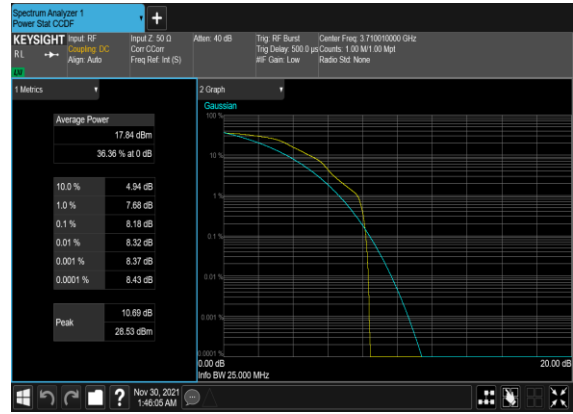 Spectrum Analyzer 1
Power Stat CCDF
KEYSIGHT
RL
Input: RF
Coupling: DC
Align: Auto
Input Z: 50 Ω
Corr CCorr
Freq Ref: Int (S)
Atten: 40 dB
Trig: RF Burst
Trig Delay: 500.0 µs
#IF Gain: Low
Center Freq: 3.710010000 GHz
Counts: 1.00 M/1.00 Mpt
Radio Std: None
1 Metrics
Average Power
17.84 dBm
36.36 % at 0 dB
10.0 % 4.94 dB
1.0 % 7.68 dB
0.1 % 8.18 dB
0.01 % 8.32 dB
0.001 % 8.37 dB
0.0001 % 8.43 dB
Peak
10.69 dB
28.53 dBm
2 Graph
Gaussian
100 %
10 %
1 %
0.1 %
0.01 %
0.001 %
0.0001 %
0.00 dB
20.00 dB
Info BW 25.000 MHz
?
Nov 30, 2021
1:46:05 AM